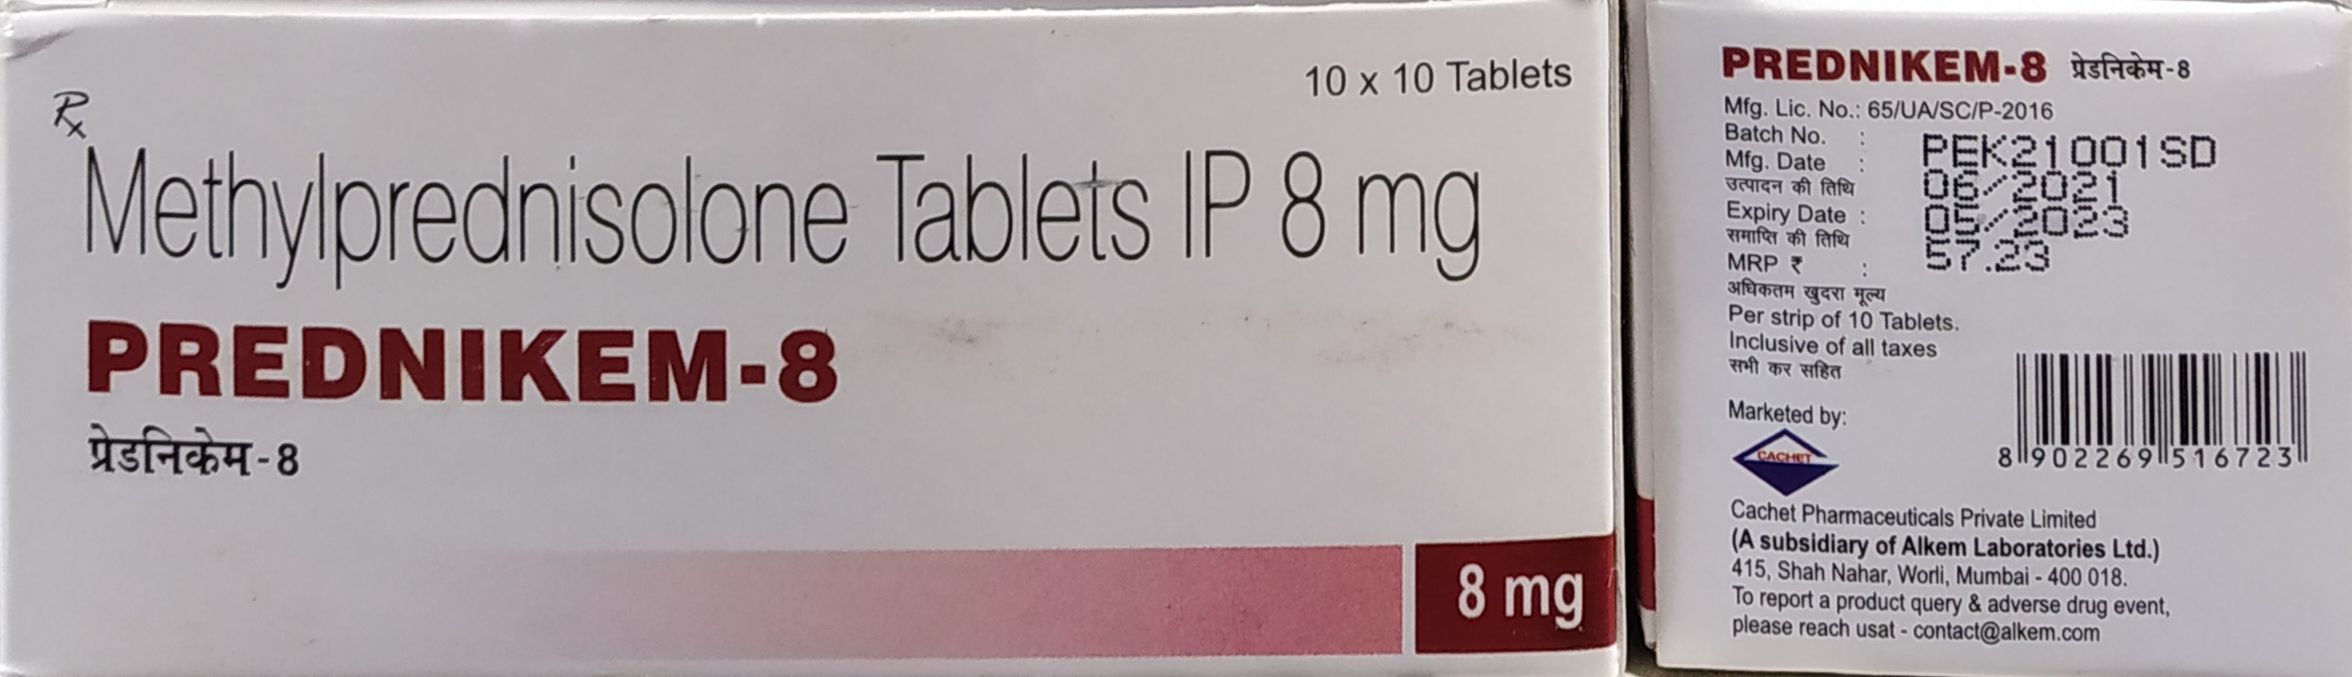 10 x 10 Tablets
Rx
Methylprednisolone Tablets IP 8 mg
PREDNIKEM-8
प्रेडनिकेम-8
8 mg
PREDNIKEM-8 प्रेडनिकेम-8
Mfg. Lic. No.: 65/UA/SC/P-2016
Batch No. : PEK21001SD
Mfg. Date : 06/2021
उत्पादन की तिथि
Expiry Date : 05/2023
समाप्ति की तिथि
MRP ₹ : 57.23
अधिकतम खुदरा मूल्य
Per strip of 10 Tablets.
Inclusive of all taxes
सभी कर सहित
Marketed by:
CACHET
8 902269 516723
Cachet Pharmaceuticals Private Limited
(A subsidiary of Alkem Laboratories Ltd.)
415, Shah Nahar, Worli, Mumbai - 400 018.
To report a product query & adverse drug event,
please reach usat - contact@alkem.com